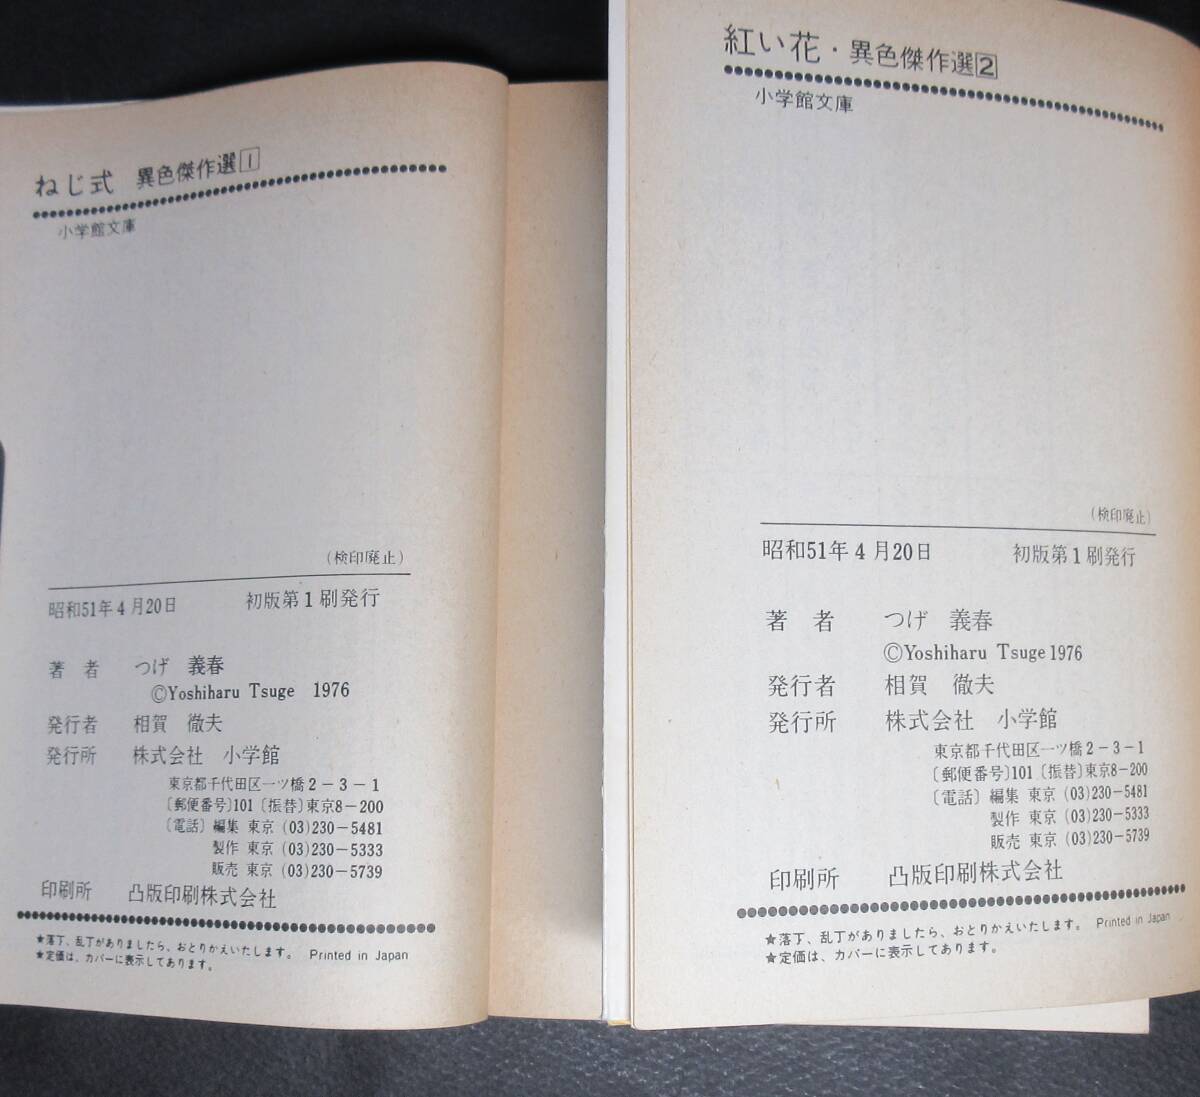 ねじ式 異色傑作選1
小学館文庫
(検印廃止)
昭和51年4月20日 初版第1刷発行
著者 つげ 義春
©Yoshiharu Tsuge 1976
発行者 相賀 徹夫
発行所 株式会社 小学館
東京都千代田区一ツ橋2-3-1
〔郵便番号〕101〔振替〕東京8-200
〔電話〕編集 東京 (03)230-5481
製作 東京 (03)230-5333
販売 東京 (03)230-5739
印刷所 凸版印刷株式会社
★落丁、乱丁がありましたら、おとりかえいたします。 Printed in Japan
★定価は、カバーに表示してあります。
紅い花・異色傑作選2
小学館文庫
(検印廃止)
昭和51年4月20日 初版第1刷発行
著者 つげ 義春
©Yoshiharu Tsuge 1976
発行者 相賀 徹夫
発行所 株式会社 小学館
東京都千代田区一ツ橋2-3-1
〔郵便番号〕101〔振替〕東京8-200
〔電話〕編集 東京 (03)230-5481
製作 東京 (03)230-5333
販売 東京 (03)230-5739
印刷所 凸版印刷株式会社
★落丁、乱丁がありましたら、おとりかえいたします。 Printed in Japan
★定価は、カバーに表示してあります。